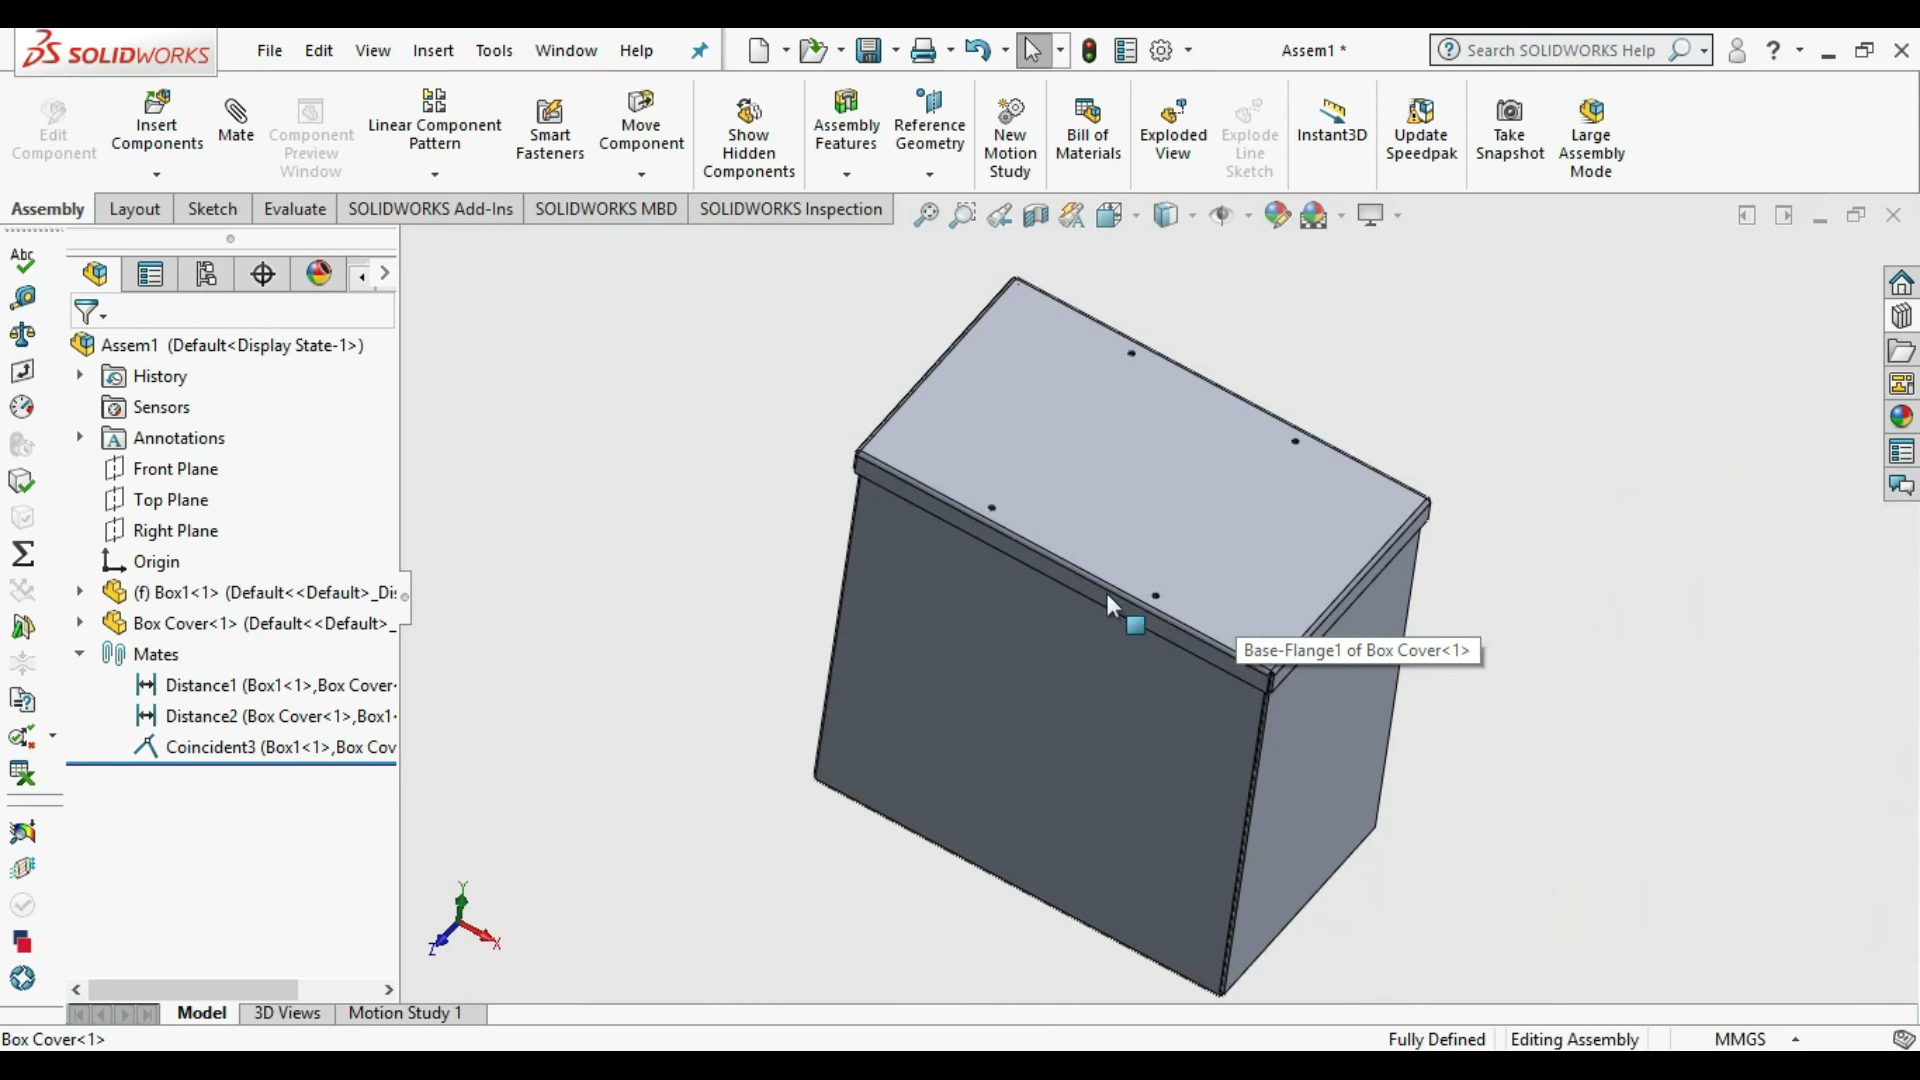 SOLIDWORKS
File Edit View Insert Tools Window Help
Assem1 *
Search SOLIDWORKS Help
Edit Component
Insert Components
Mate
Component Preview Window
Linear Component Pattern
Smart Fasteners
Move Component
Show Hidden Components
Assembly Features
Reference Geometry
New Motion Study
Bill of Materials
Exploded View
Explode Line Sketch
Instant3D
Update Speedpak
Take Snapshot
Large Assembly Mode
Assembly Layout Sketch Evaluate SOLIDWORKS Add-Ins SOLIDWORKS MBD SOLIDWORKS Inspection
Abc
Assem1 (Default<Display State-1>)
History
Sensors
A Annotations
Front Plane
Top Plane
Right Plane
Origin
(f) Box1<1> (Default<<Default>_Dis
Box Cover<1> (Default<<Default>_
Mates
Distance1 (Box1<1>,Box Cover
Distance2 (Box Cover<1>,Box1
Coincident3 (Box1<1>,Box Cov
Base-Flange1 of Box Cover<1>
Y
X
Z
Model 3D Views Motion Study 1
Box Cover<1>
Fully Defined Editing Assembly MMGS